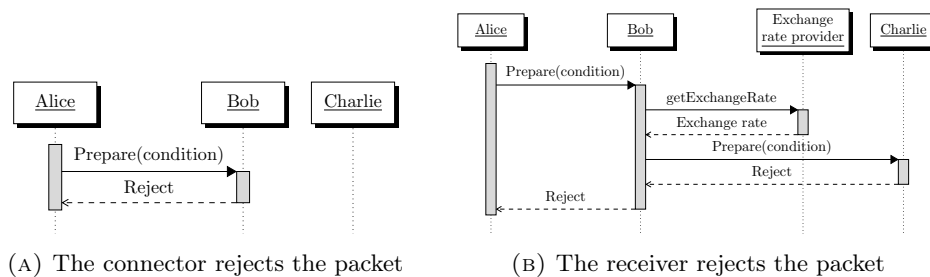 Alice
Bob
Charlie
Prepare(condition)
Reject
(A) The connector rejects the packet
Alice
Bob
Exchange
rate provider
Charlie
Prepare(condition)
getExchangeRate
Exchange rate
Prepare(condition)
Reject
Reject
(B) The receiver rejects the packet